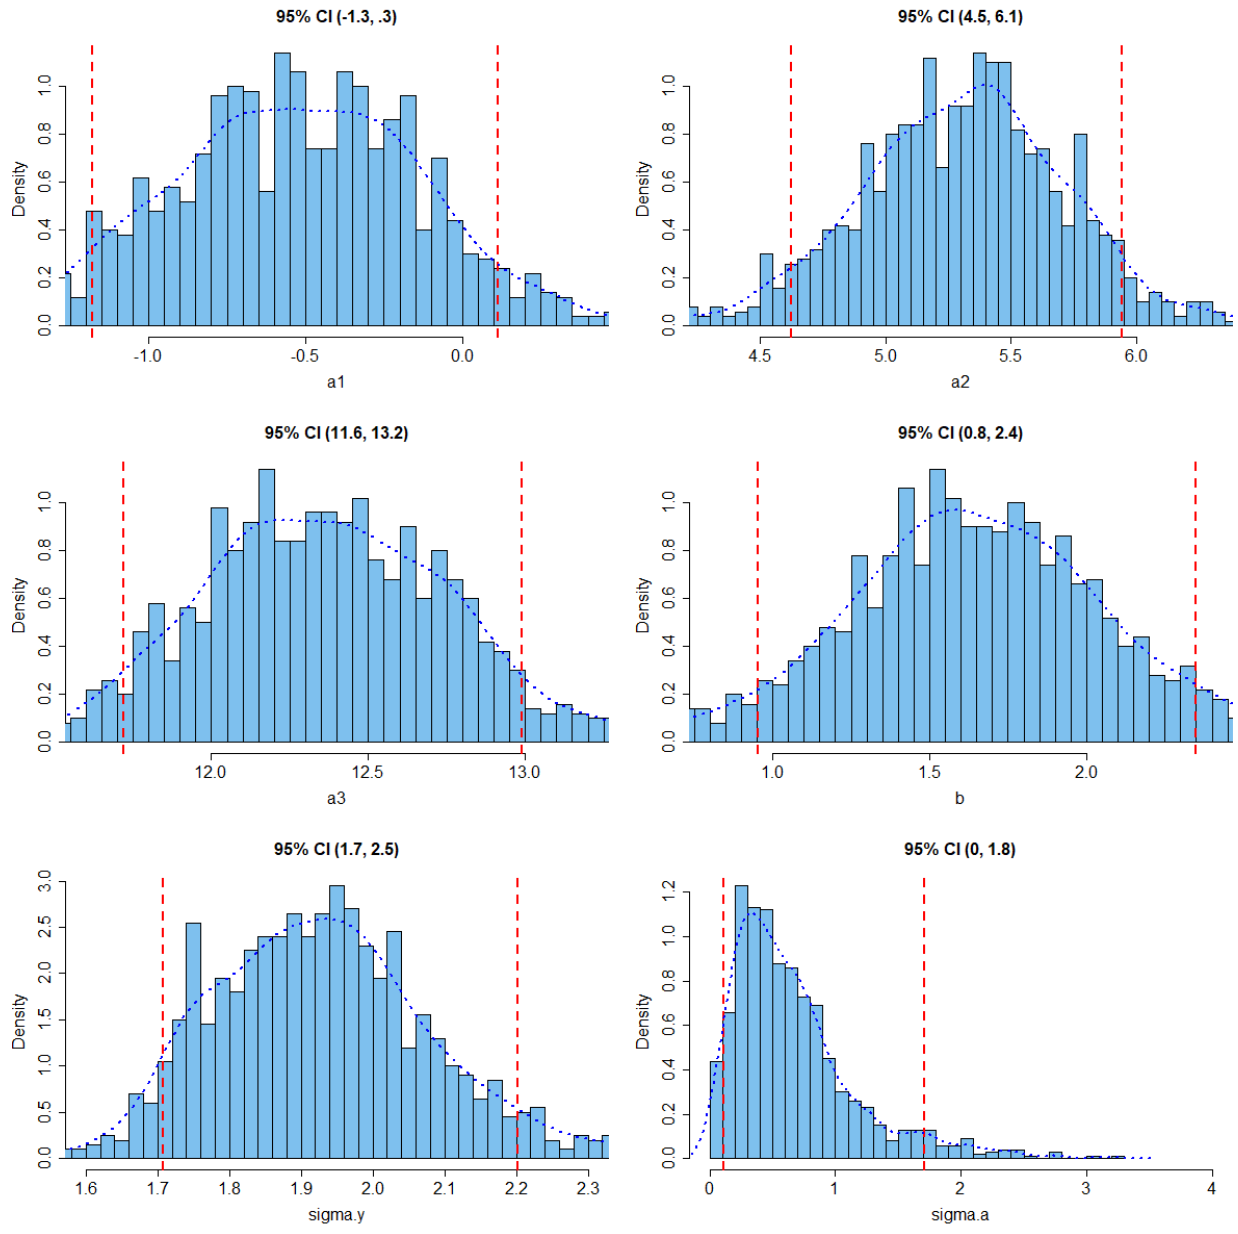 95% CI (-1.3, .3)
Density
0.0 0.2 0.4 0.6 0.8 1.0
-1.0 -0.5 0.0
a1
95% CI (4.5, 6.1)
Density
0.0 0.2 0.4 0.6 0.8 1.0
4.5 5.0 5.5 6.0
a2
95% CI (11.6, 13.2)
Density
0.0 0.2 0.4 0.6 0.8 1.0
12.0 12.5 13.0
a3
95% CI (0.8, 2.4)
Density
0.0 0.2 0.4 0.6 0.8 1.0
1.0 1.5 2.0
b
95% CI (1.7, 2.5)
Density
0.0 0.5 1.0 1.5 2.0 2.5 3.0
1.6 1.7 1.8 1.9 2.0 2.1 2.2 2.3
sigma.y
95% CI (0, 1.8)
Density
0.0 0.2 0.4 0.6 0.8 1.0 1.2
0 1 2 3 4
sigma.a